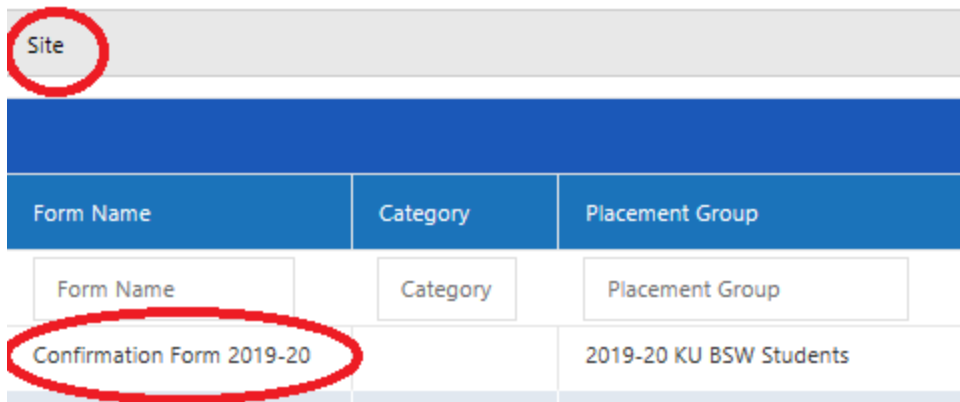 Site
Form Name Category Placement Group
Form Name Category Placement Group
Confirmation Form 2019-20 2019-20 KU BSW Students